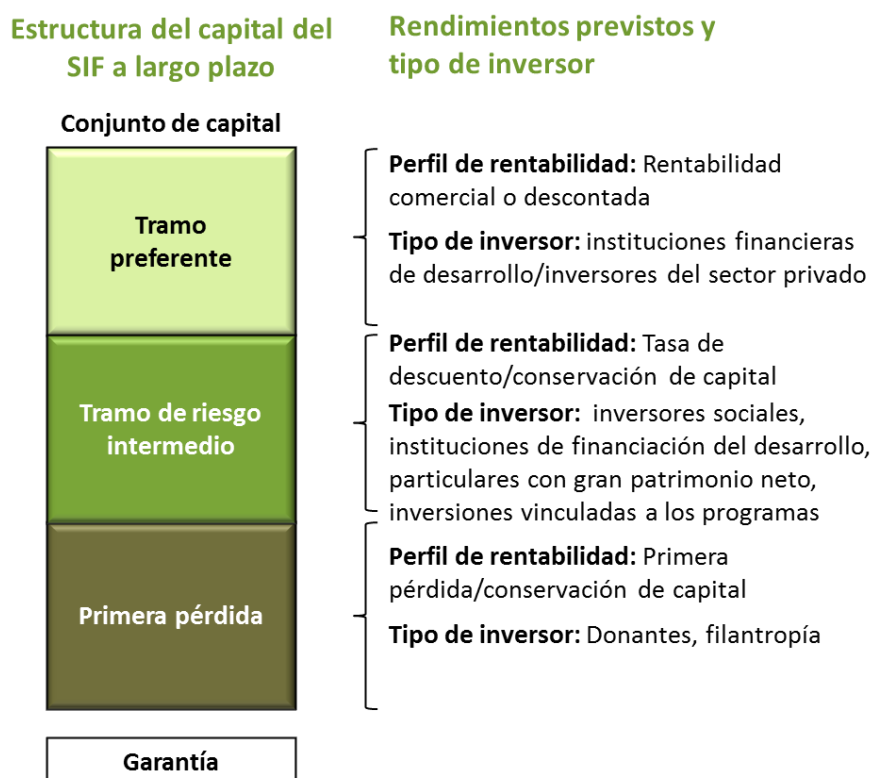 Estructura del capital del
SIF a largo plazo
Rendimientos previstos y
tipo de inversor
Conjunto de capital
Tramo
preferente
Perfil de rentabilidad: Rentabilidad
comercial o descontada
Tipo de inversor: instituciones financieras
de desarrollo/inversores del sector privado
Tramo de riesgo
intermedio
Perfil de rentabilidad: Tasa de
descuento/conservación de capital
Tipo de inversor: inversores sociales,
instituciones de financiación del desarrollo,
particulares con gran patrimonio neto,
inversiones vinculadas a los programas
Primera pérdida
Perfil de rentabilidad: Primera
pérdida/conservación de capital
Tipo de inversor: Donantes, filantropía
Garantía